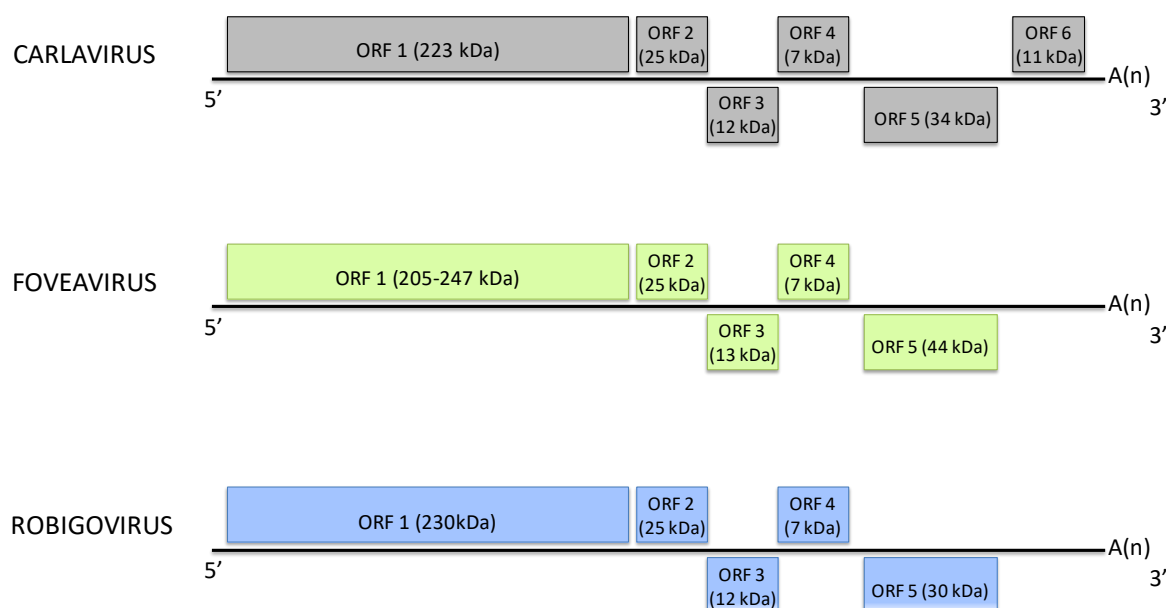 CARLAVIRUS
ORF 1 (223 kDa)
ORF 2
(25 kDa)
ORF 4
(7 kDa)
ORF 6
(11 kDa)
A(n)
5’
3’
ORF 3
(12 kDa)
ORF 5 (34 kDa)
FOVEAVIRUS
ORF 1 (205-247 kDa)
ORF 2
(25 kDa)
ORF 4
(7 kDa)
A(n)
5’
3’
ORF 3
(13 kDa)
ORF 5 (44 kDa)
ROBIGOVIRUS
ORF 1 (230kDa)
ORF 2
(25 kDa)
ORF 4
(7 kDa)
A(n)
5’
3’
ORF 3
(12 kDa)
ORF 5 (30 kDa)